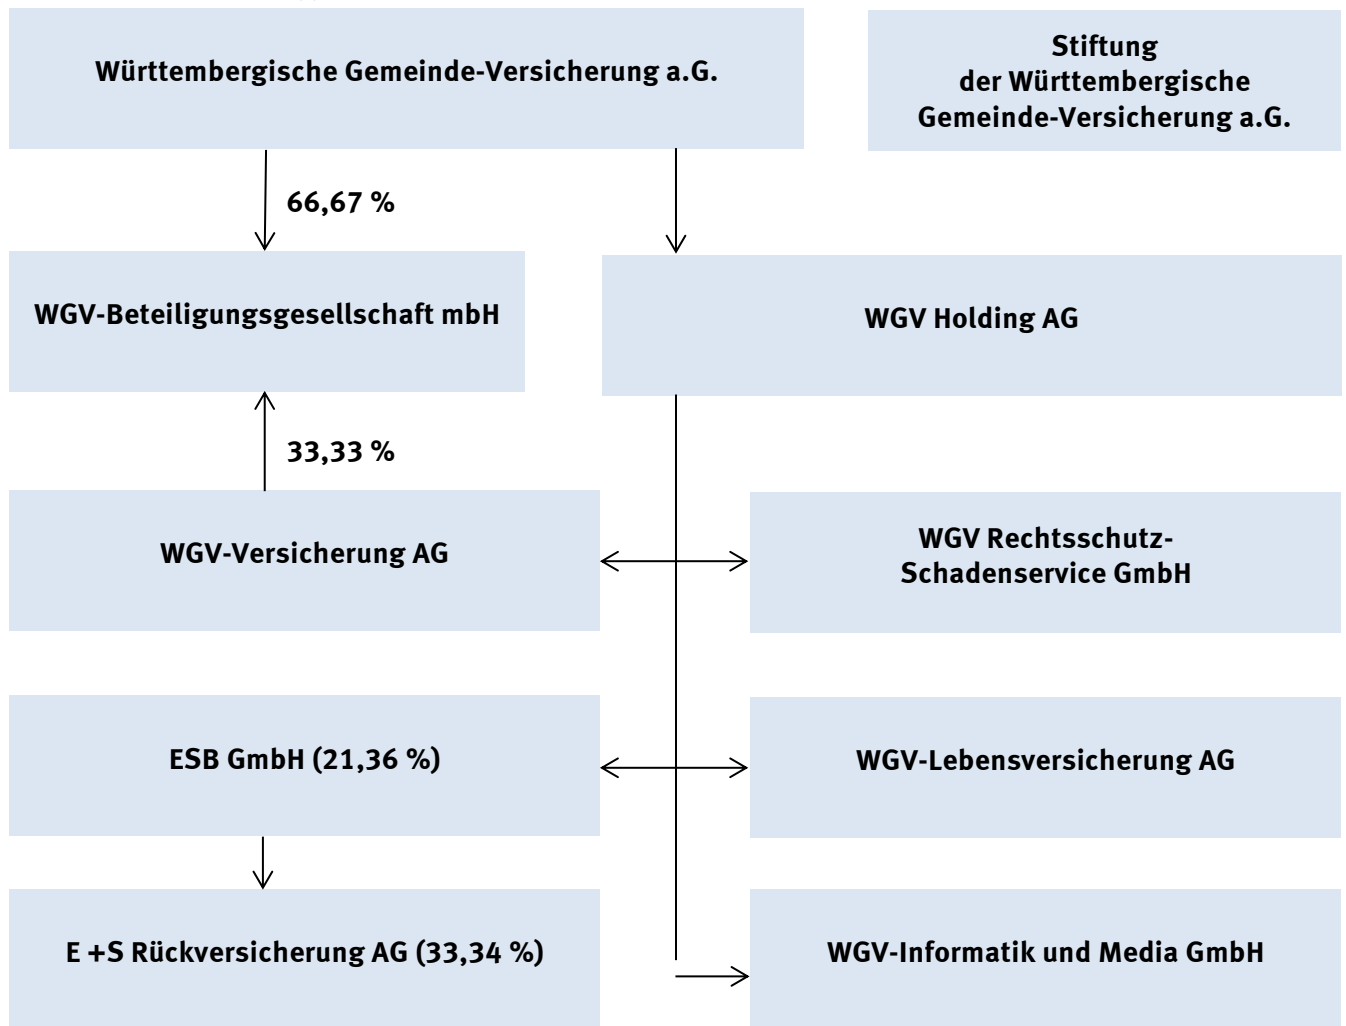 Württembergische Gemeinde-Versicherung a.G.
Stiftung
der Württembergische
Gemeinde-Versicherung a.G.
66,67 %
WGV-Beteiligungsgesellschaft mbH
WGV Holding AG
33,33 %
WGV-Versicherung AG
WGV Rechtsschutz-
Schadenservice GmbH
ESB GmbH (21,36 %)
WGV-Lebensversicherung AG
E +S Rückversicherung AG (33,34 %)
WGV-Informatik und Media GmbH